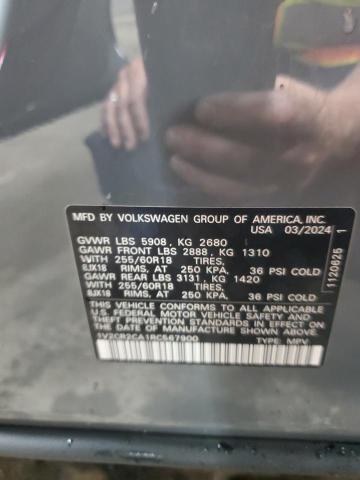 MFD BY VOLKSWAGEN GROUP OF AMERICA, INC.
USA 03/2024
GVWR LBS 5908, KG 2680
GAWR FRONT LBS 2888, KG 1310
WITH 255/60R18 TIRES,
8JX18 RIMS, AT 250 KPA, 36 PSI COLD
GAWR REAR LBS 3131, KG 1420
WITH 255/60R18 TIRES,
8JX18 RIMS, AT 250 KPA, 36 PSI COLD
THIS VEHICLE CONFORMS TO ALL APPLICABLE
U.S. FEDERAL MOTOR VEHICLE SAFETY
STANDARDS IN EFFECT ON THE DATE OF
MANUFACTURE SHOWN ABOVE.
1V2CR2CA1RC567900 TYPE: MPV
1120625